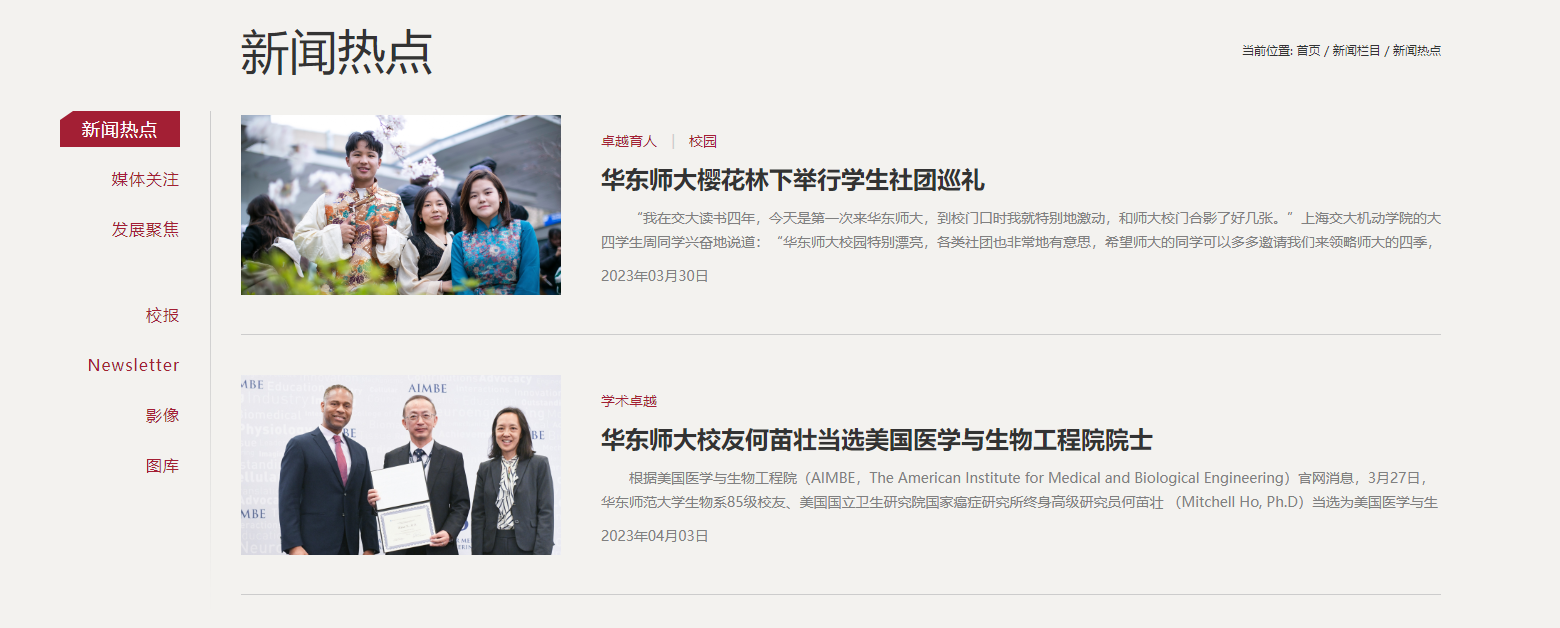 新闻热点
当前位置: 首页 / 新闻栏目 / 新闻热点
新闻热点
媒体关注
发展聚焦
校报
Newsletter
影像
图库
卓越育人 | 校园
华东师大樱花林下举行学生社团巡礼
“我在交大读书四年，今天是第一次来华东师大，到校门口时我就特别地激动，和师大校门合影了好几张。”上海交大机动学院的大
四学生周同学兴奋地说道：“华东师大校园特别漂亮，各类社团也非常地有意思，希望师大的同学可以多多邀请我们来领略师大的四季，
2023年03月30日
AIMBE
学术卓越
华东师大校友何苗壮当选美国医学与生物工程院院士
根据美国医学与生物工程院（AIMBE，The American Institute for Medical and Biological Engineering）官网消息，3月27日，
华东师范大学生物系85级校友、美国国立卫生研究院国家癌症研究所终身高级研究员何苗壮 （Mitchell Ho, Ph.D）当选为美国医学与生
2023年04月03日